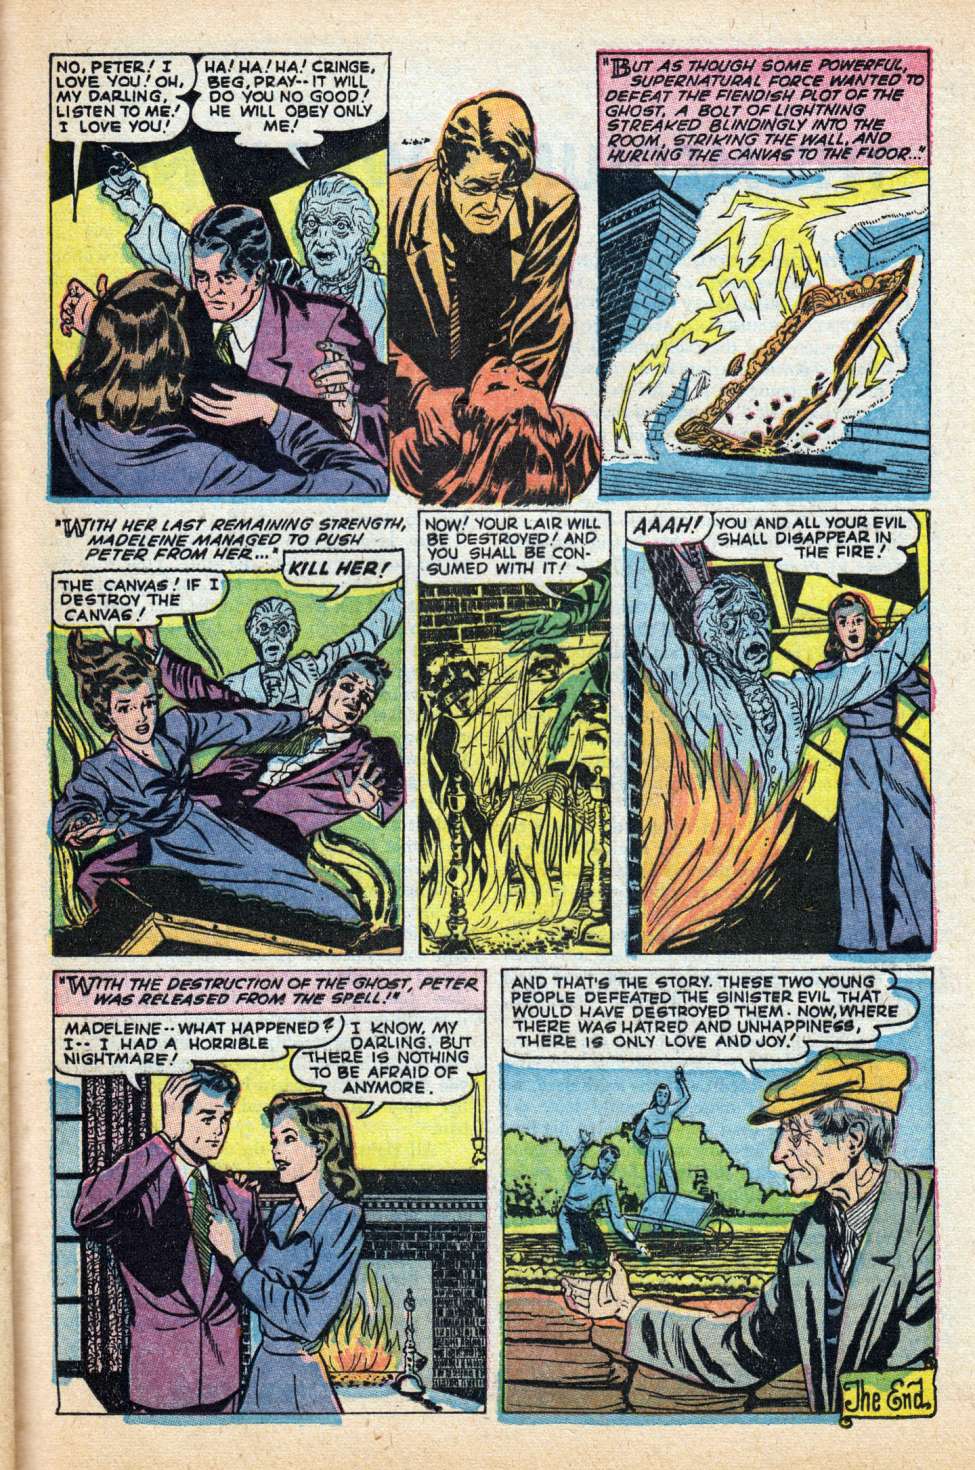 NO, PETER! I
LOVE YOU! OH,
MY DARLING,
LISTEN TO ME!
I LOVE YOU!
HA! HA! HA! CRINGE,
BEG, PRAY-- IT WILL
DO YOU NO GOOD!
HE WILL OBEY ONLY
ME!
"BUT AS THOUGH SOME POWERFUL,
SUPERNATURAL FORCE WANTED TO
DEFEAT THE FIENDISH PLOT OF THE
GHOST, A BOLT OF LIGHTNING
STREAKED BLINDINGLY INTO THE
ROOM, STRIKING THE WALL, AND
HURLING THE CANVAS TO THE FLOOR..."
"WITH HER LAST REMAINING STRENGTH,
MADELEINE MANAGED TO PUSH
PETER FROM HER..."
THE CANVAS! IF I
DESTROY THE
CANVAS!
KILL HER!
NOW! YOUR LAIR WILL
BE DESTROYED! AND
YOU SHALL BE CON-
SUMED WITH IT!
AAAH!
YOU AND ALL YOUR EVIL
SHALL DISAPPEAR IN
THE FIRE!
"WITH THE DESTRUCTION OF THE GHOST, PETER
WAS RELEASED FROM THE SPELL!"
MADELEINE-- WHAT HAPPENED?
I-- I HAD A HORRIBLE
NIGHTMARE!
I KNOW, MY
DARLING. BUT
THERE IS NOTHING
TO BE AFRAID OF
ANYMORE.
AND THAT'S THE STORY. THESE TWO YOUNG
PEOPLE DEFEATED THE SINISTER EVIL THAT
WOULD HAVE DESTROYED THEM. NOW, WHERE
THERE WAS HATRED AND UNHAPPINESS,
THERE IS ONLY LOVE AND JOY!
The End.